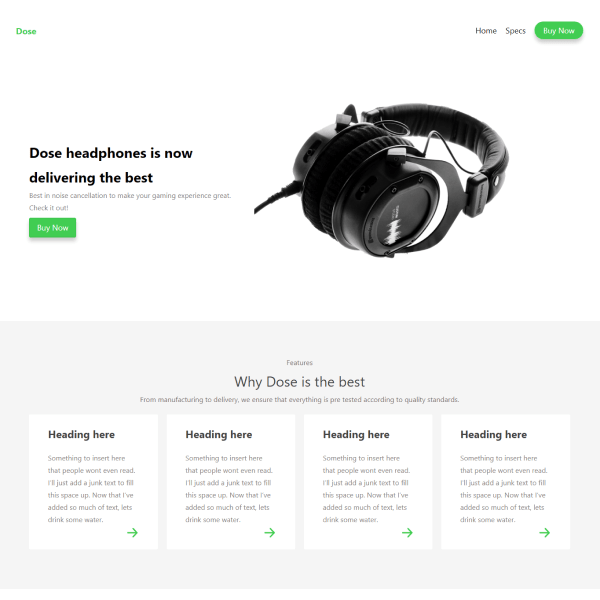 Dose
Home Specs Buy Now
Dose headphones is now
delivering the best
Best in noise cancellation to make your gaming experience great.
Check it out!
Buy Now
Features
Why Dose is the best
From manufacturing to delivery, we ensure that everything is pre tested according to quality standards.
Heading here
Something to insert here
that people wont even read.
I'll just add a junk text to fill
this space up. Now that I've
added so much of text, lets
drink some water.
Heading here
Something to insert here
that people wont even read.
I'll just add a junk text to fill
this space up. Now that I've
added so much of text, lets
drink some water.
Heading here
Something to insert here
that people wont even read.
I'll just add a junk text to fill
this space up. Now that I've
added so much of text, lets
drink some water.
Heading here
Something to insert here
that people wont even read.
I'll just add a junk text to fill
this space up. Now that I've
added so much of text, lets
drink some water.